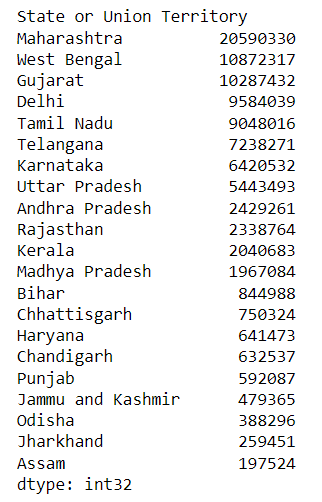 State or Union Territory
Maharashtra 20590330
West Bengal 10872317
Gujarat 10287432
Delhi 9584039
Tamil Nadu 9048016
Telangana 7238271
Karnataka 6420532
Uttar Pradesh 5443493
Andhra Pradesh 2429261
Rajasthan 2338764
Kerala 2040683
Madhya Pradesh 1967084
Bihar 844988
Chhattisgarh 750324
Haryana 641473
Chandigarh 632537
Punjab 592087
Jammu and Kashmir 479365
Odisha 388296
Jharkhand 259451
Assam 197524
dtype: int32